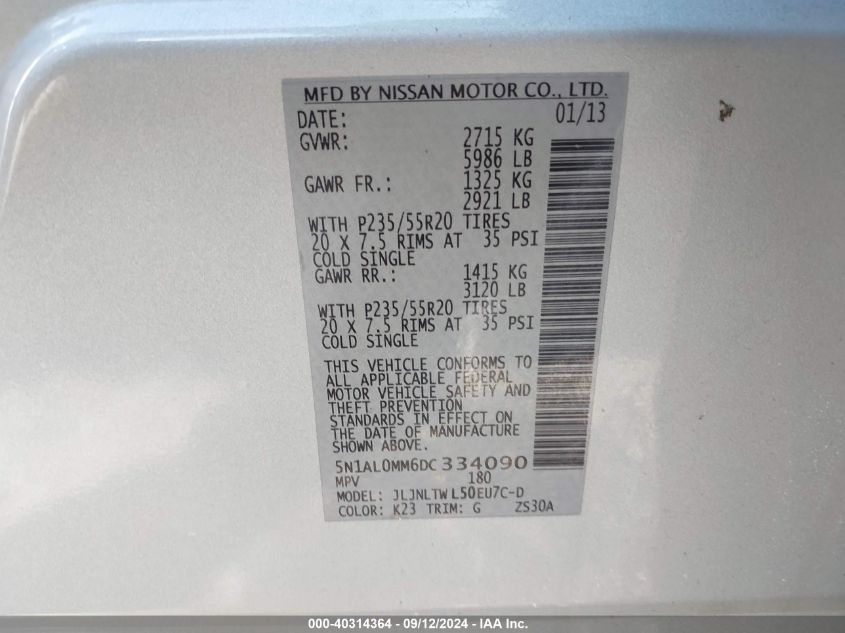 MFD BY NISSAN MOTOR CO., LTD.
DATE: 01/13
GVWR: 2715 KG
5986 LB
GAWR FR.: 1325 KG
2921 LB
WITH P235/55R20 TIRES
20 X 7.5 RIMS AT 35 PSI
COLD SINGLE
GAWR RR.: 1415 KG
3120 LB
WITH P235/55R20 TIRES
20 X 7.5 RIMS AT 35 PSI
COLD SINGLE
THIS VEHICLE CONFORMS TO
ALL APPLICABLE FEDERAL
MOTOR VEHICLE SAFETY AND
THEFT PREVENTION
STANDARDS IN EFFECT ON
THE DATE OF MANUFACTURE
SHOWN ABOVE.
5N1AL0MM6DC334090
MPV 180
MODEL: JLJNLTWL50EU7C-D
COLOR: K23 TRIM: G ZS30A
000-40314364 - 09/12/2024 - IAA Inc.